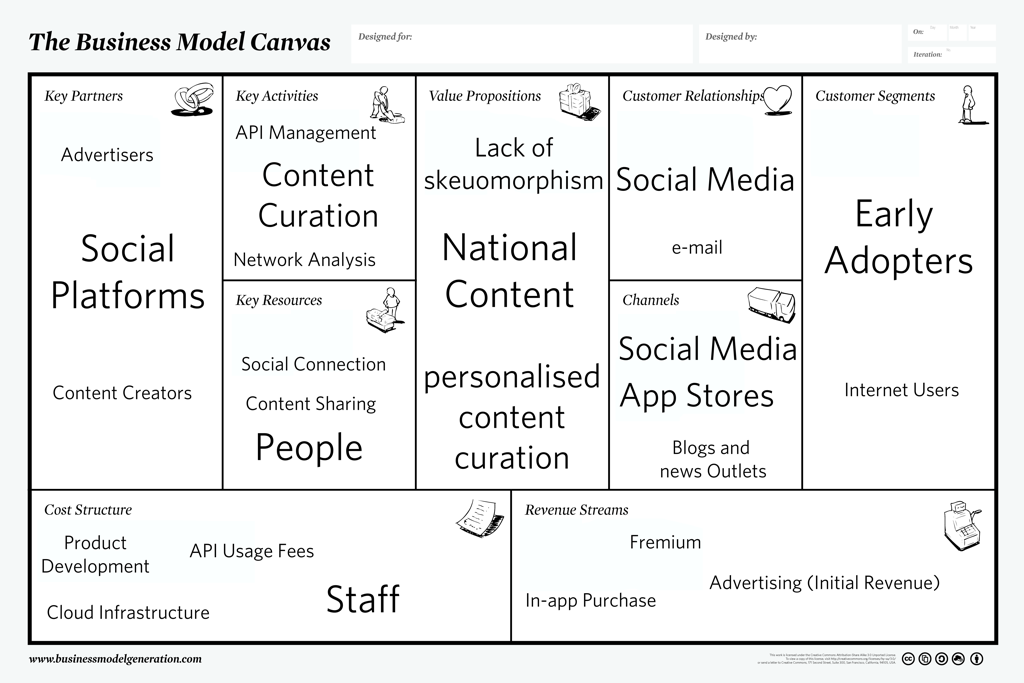 The Business Model Canvas
Designed for:
Designed by:
On:
Iteration:
Key Partners
Advertisers
Social
Platforms
Content Creators
Key Activities
API Management
Content
Curation
Network Analysis
Key Resources
Social Connection
Content Sharing
People
Value Propositions
Lack of
skeuomorphism
National
Content
personalised
content
curation
Customer Relationships
Social Media
e-mail
Channels
Social Media
App Stores
Blogs and
news Outlets
Customer Segments
Early
Adopters
Internet Users
Cost Structure
Product
Development
API Usage Fees
Staff
Cloud Infrastructure
Revenue Streams
Fremium
Advertising (Initial Revenue)
In-app Purchase
www.businessmodelgeneration.com